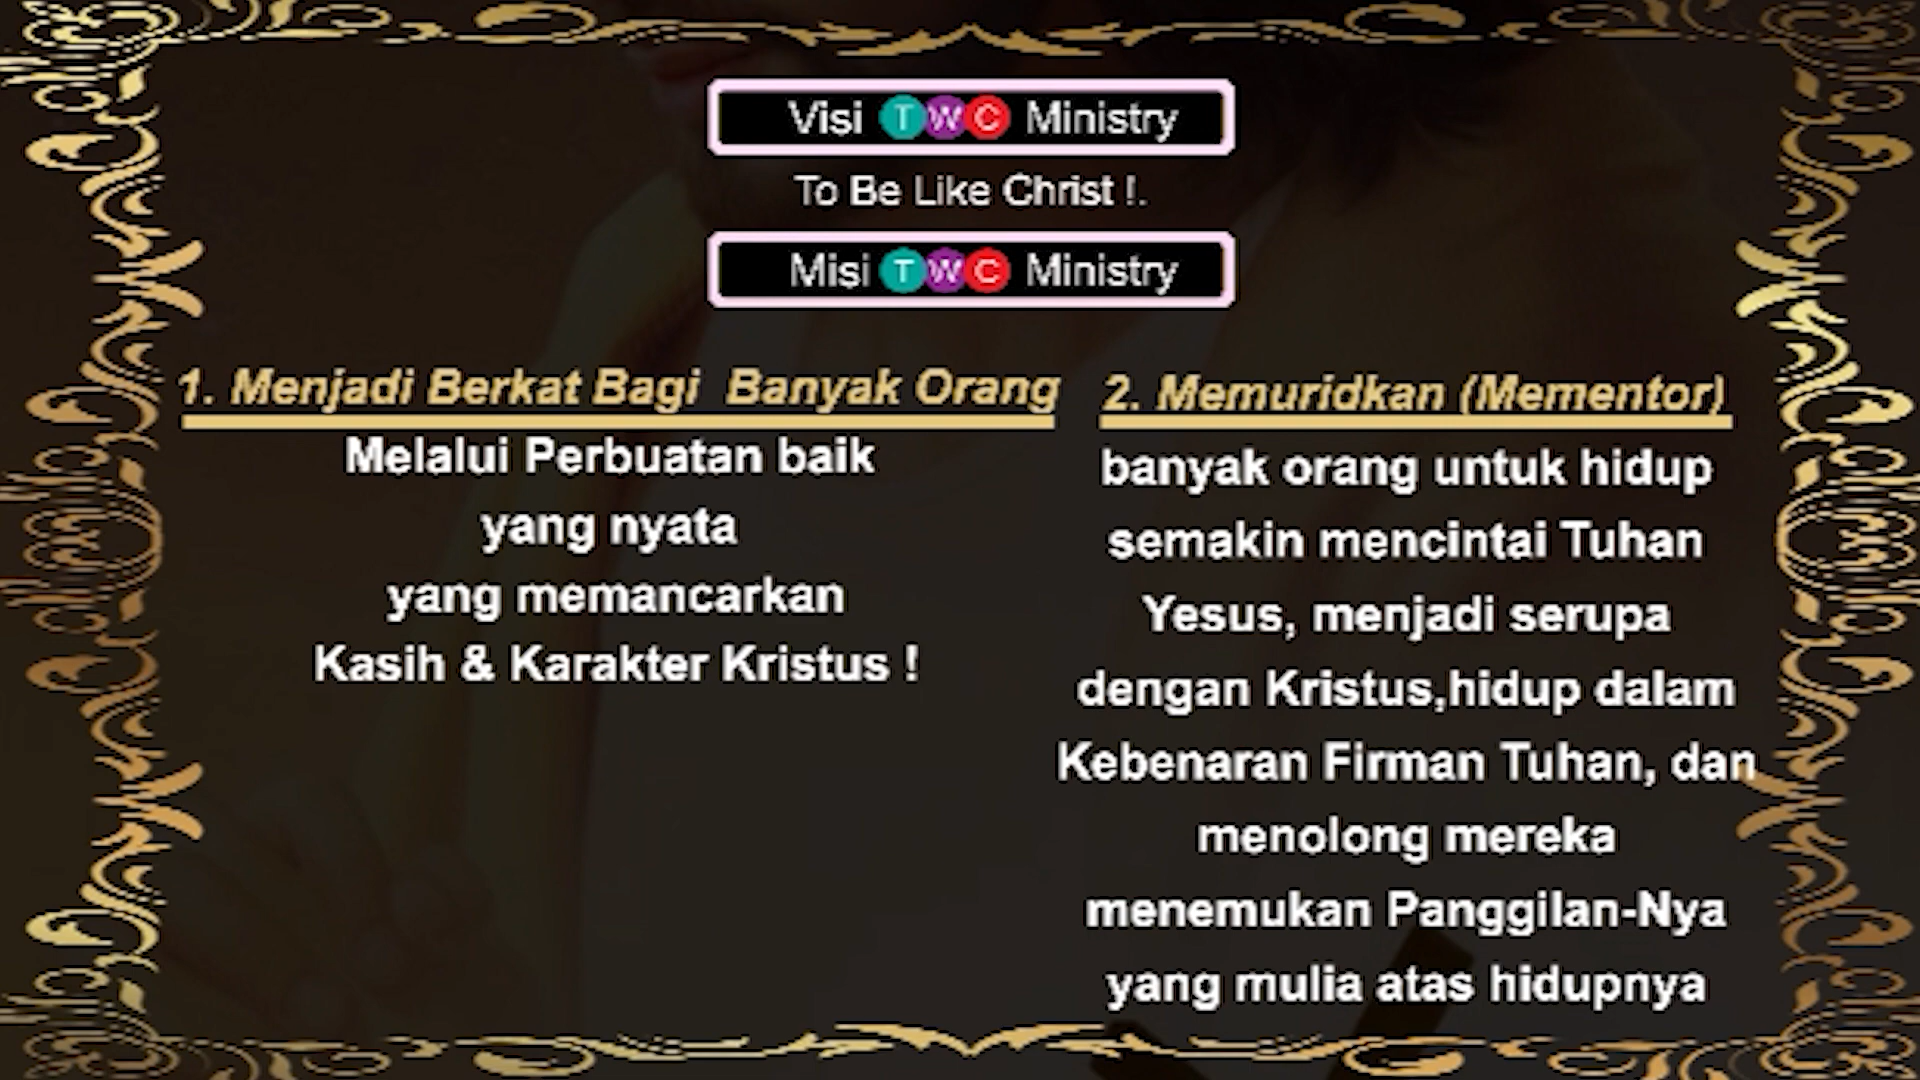 Visi TWC Ministry
To Be Like Christ !.
Misi TWC Ministry
1. Menjadi Berkat Bagi Banyak Orang
Melalui Perbuatan baik
yang nyata
yang memancarkan
Kasih & Karakter Kristus !
2. Memuridkan (Mementor)
banyak orang untuk hidup
semakin mencintai Tuhan
Yesus, menjadi serupa
dengan Kristus,hidup dalam
Kebenaran Firman Tuhan, dan
menolong mereka
menemukan Panggilan-Nya
yang mulia atas hidupnya